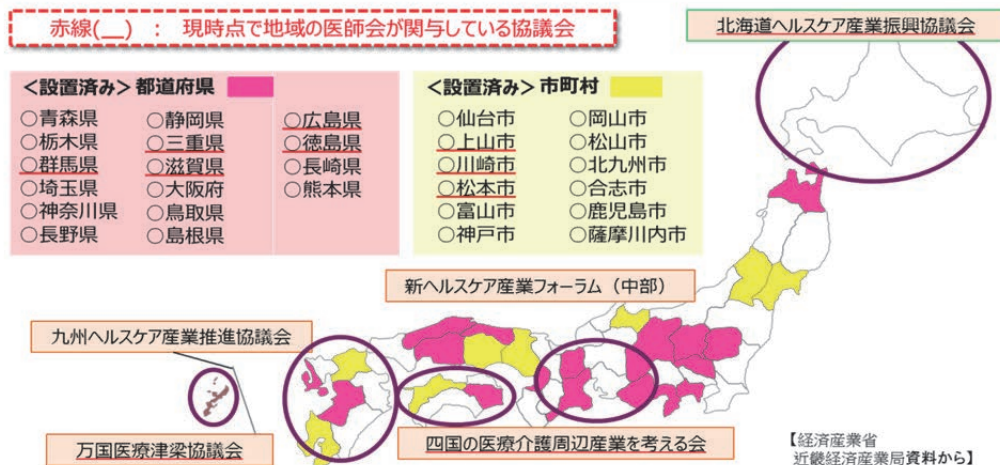 赤線(__) ： 現時点で地域の医師会が関与している協議会
北海道ヘルスケア産業振興協議会
＜設置済み＞都道府県
○青森県
○栃木県
○群馬県
○埼玉県
○神奈川県
○長野県
○静岡県
○三重県
○滋賀県
○大阪府
○鳥取県
○島根県
○広島県
○徳島県
○長崎県
○熊本県
＜設置済み＞市町村
○仙台市
○上山市
○川崎市
○松本市
○富山市
○神戸市
○岡山市
○松山市
○北九州市
○合志市
○鹿児島市
○薩摩川内市
新ヘルスケア産業フォーラム（中部）
九州ヘルスケア産業推進協議会
万国医療津梁協議会
四国の医療介護周辺産業を考える会
【経済産業省
近畿経済産業局資料から】